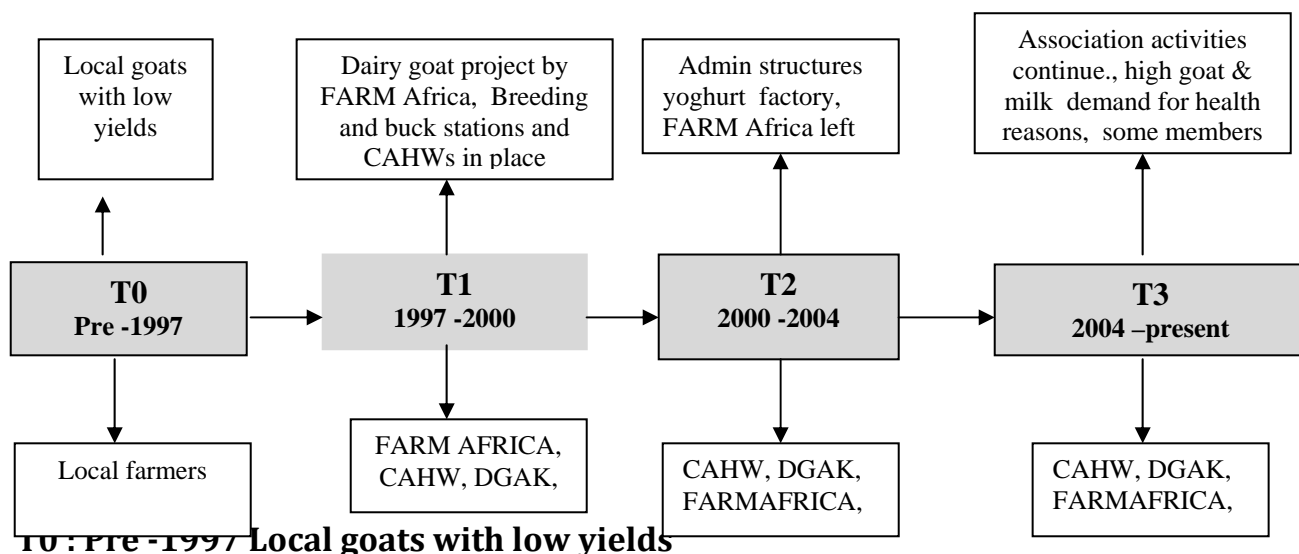 Local goats
with low
yields
Dairy goat project by
FARM Africa, Breeding
and buck stations and
CAHWs in place
Admin structures
yoghurt factory,
FARM Africa left
Association activities
continue., high goat &
milk demand for health
reasons, some members
T0
Pre -1997
T1
1997 -2000
T2
2000 -2004
T3
2004 –present
Local farmers
FARM AFRICA,
CAHW, DGAK,
CAHW, DGAK,
FARMAFRICA,
CAHW, DGAK,
FARMAFRICA,
T0 : Pre -1997 Local goats with low yields